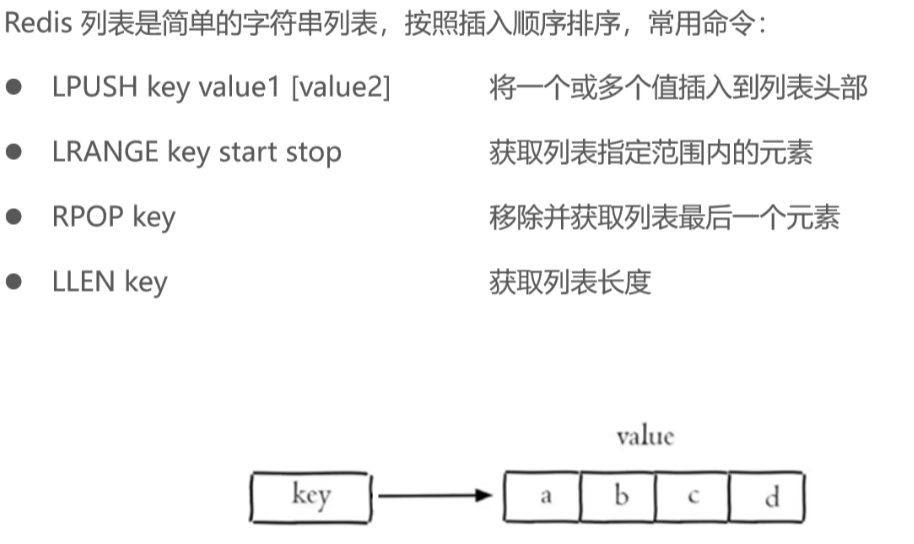 Redis 列表是简单的字符串列表，按照插入顺序排序，常用命令：
● LPUSH key value1 [value2] 将一个或多个值插入到列表头部
● LRANGE key start stop 获取列表指定范围内的元素
● RPOP key 移除并获取列表最后一个元素
● LLEN key 获取列表长度
value
key a b c d